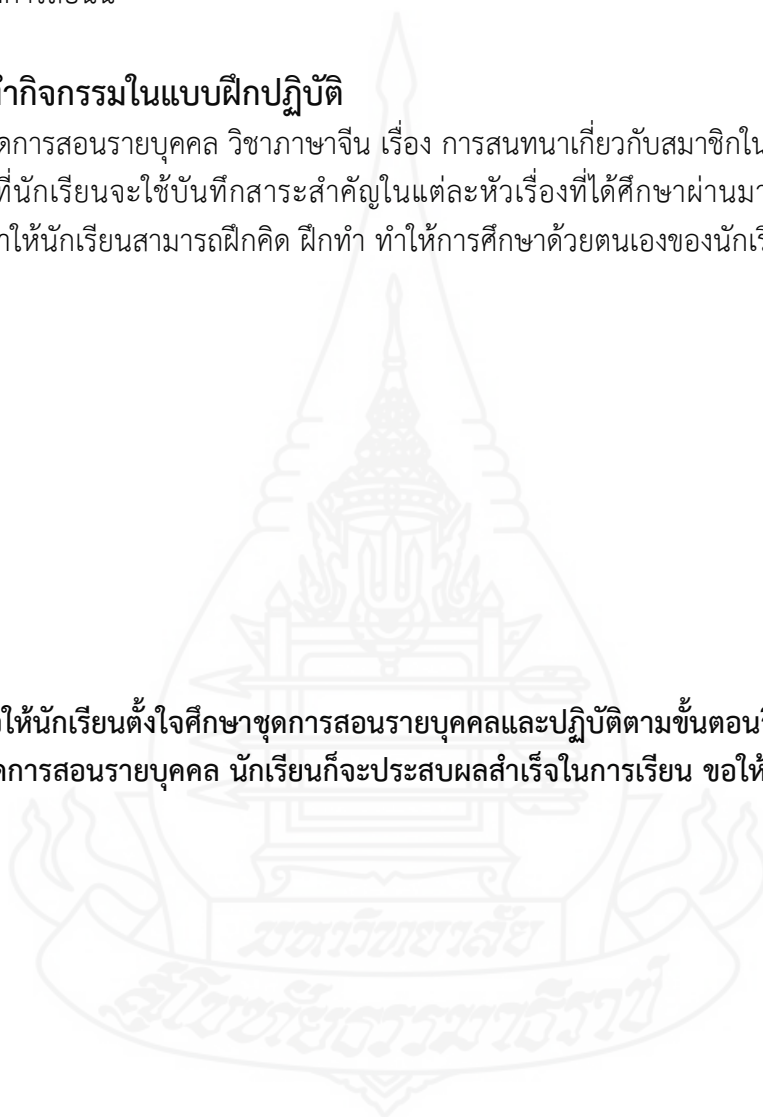 ทำกิจกรรมในแบบฝึกปฏิบัติ
ดการสอนรายบุคคล วิชาภาษาจีน เรื่อง การสนทนาเกี่ยวกับสมาชิกใน
ที่นักเรียนจะใช้บันทึกสาระสำคัญในแต่ละหัวเรื่องที่ได้ศึกษาผ่านมา
ำให้นักเรียนสามารถฝึกคิด ฝึกทำ ทำให้การศึกษาด้วยตนเองของนักเรี
ให้นักเรียนตั้งใจศึกษาชุดการสอนรายบุคคลและปฏิบัติตามขั้นตอน
ดการสอนรายบุคคล นักเรียนก็จะประสบผลสำเร็จในการเรียน ขอให้
มหาวิทยาลัย
สุโขทัยธรรมาธิราช